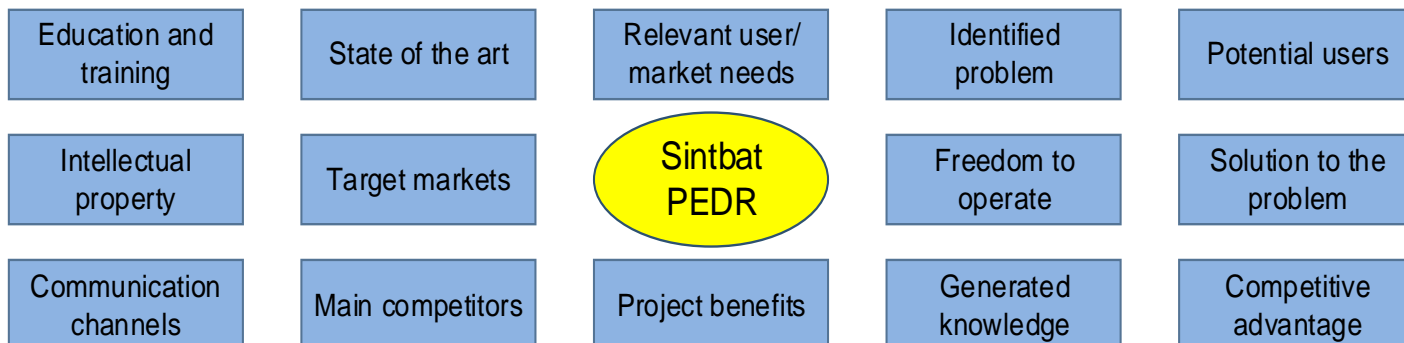 Education and
training
State of the art
Relevant user/
market needs
Identified
problem
Potential users
Intellectual
property
Target markets
Sintbat
PEDR
Freedom to
operate
Solution to the
problem
Communication
channels
Main competitors
Project benefits
Generated
knowledge
Competitive
advantage